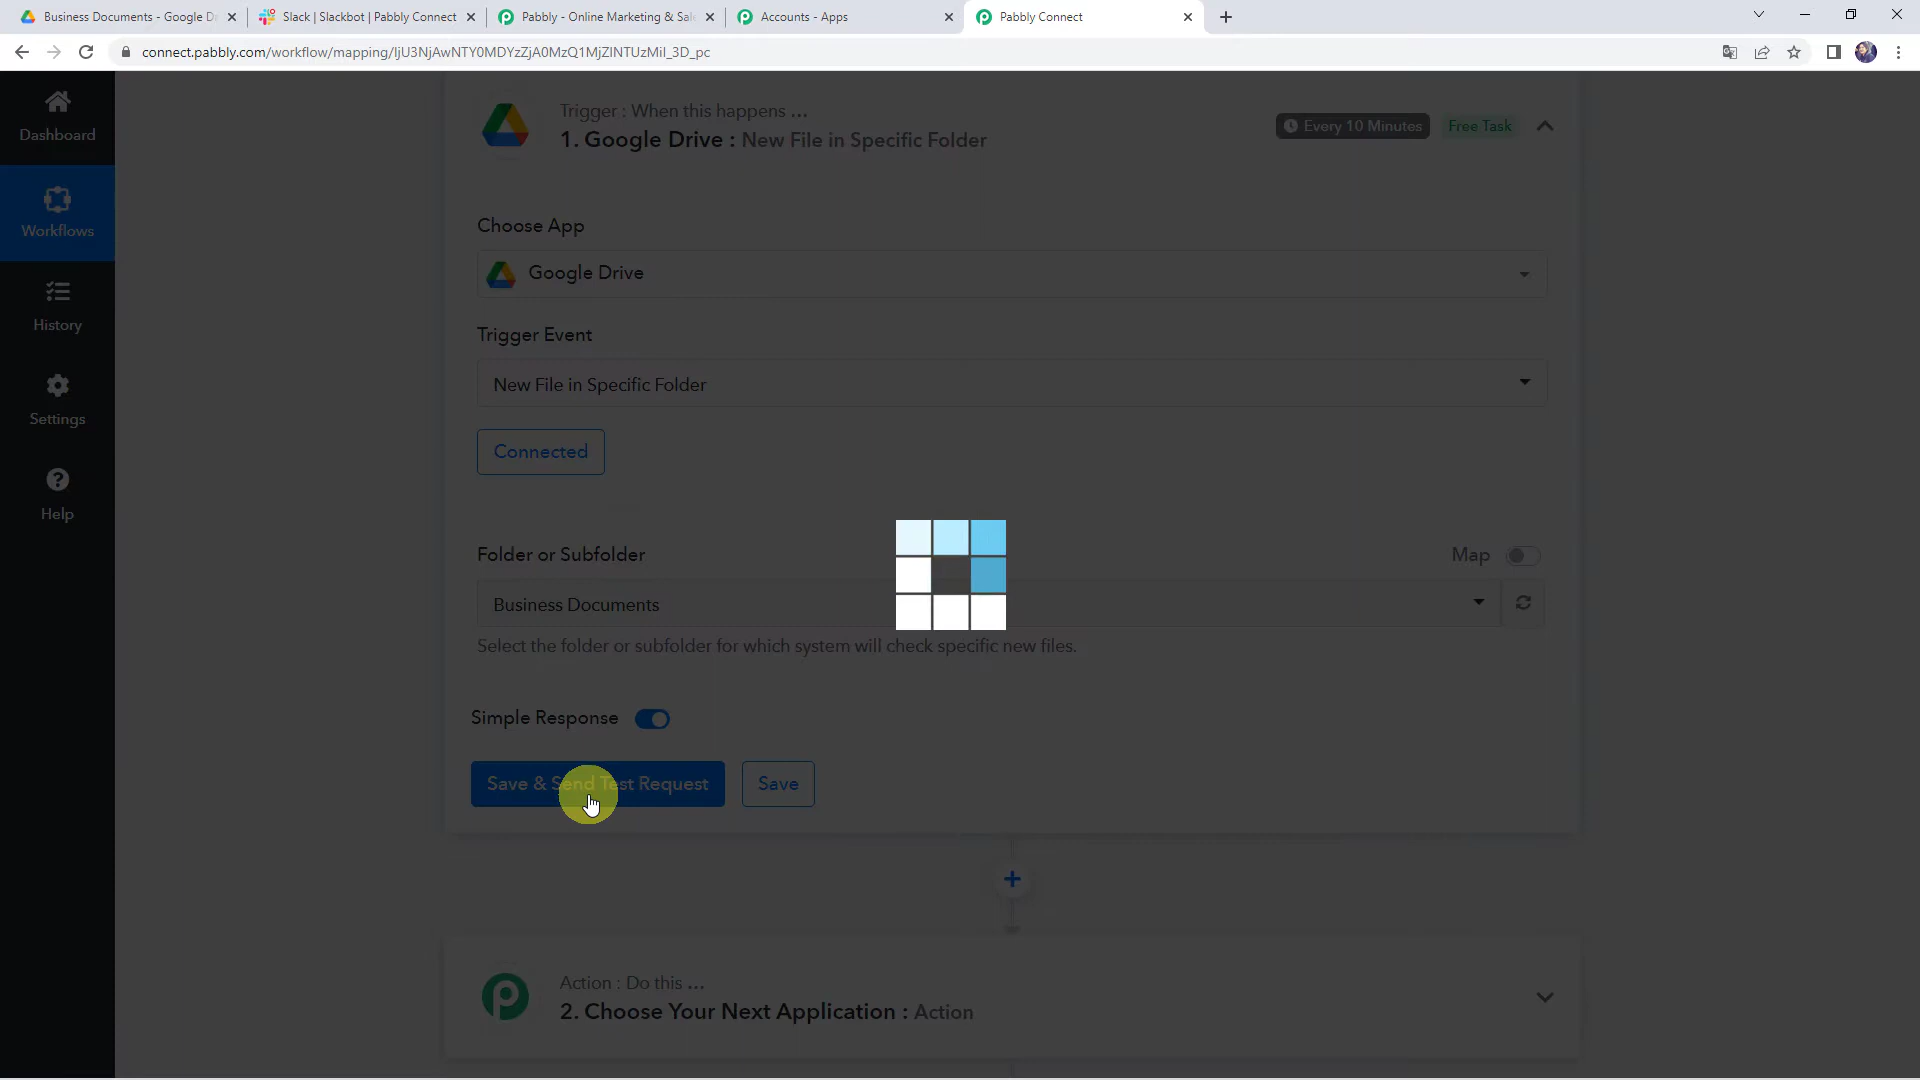 Business Documents - Google D
Slack | Slackbot | Pabbly Connect
Pabbly - Online Marketing & Sale
Accounts - Apps
Pabbly Connect
connect.pabbly.com/workflow/mapping/
Dashboard
Workflows
History
Settings
Help
Trigger : When this happens ...
1. Google Drive : New File in Specific Folder
Every 10 Minutes
Free Task
Choose App
Google Drive
Trigger Event
New File in Specific Folder
Connected
Folder or Subfolder
Map
Business Documents
Select the folder or subfolder for which system will check specific new files.
Simple Response
Save & Send Test Request
Save
Action : Do this ...
2. Choose Your Next Application : Action